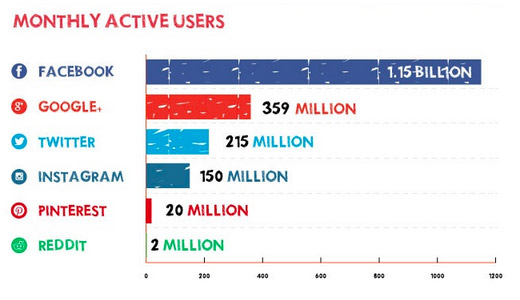 MONTHLY ACTIVE USERS
FACEBOOK 1.15 BILLION
GOOGLE+ 359 MILLION
TWITTER 215 MILLION
INSTAGRAM 150 MILLION
PINTEREST 20 MILLION
REDDIT 2 MILLION
0 200 400 600 800 1000 1200